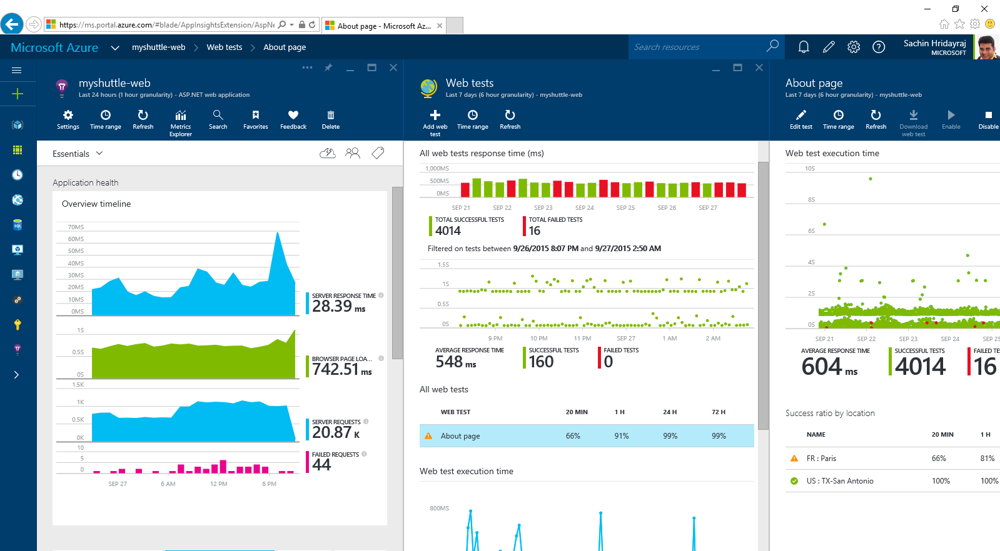 https://ms.portal.azure.com/#blade/AppInsightsExtension/AspNe
About page - Microsoft Az...
Microsoft Azure
myshuttle-web
Web tests
About page
Search resources
Sachin Hridayraj
MICROSOFT
myshuttle-web
Last 24 hours (1 hour granularity) - ASP.NET web application
Settings
Time range
Refresh
Metrics Explorer
Search
Favorites
Feedback
Delete
Essentials
Application health
Overview timeline
70MS
60MS
50MS
40MS
30MS
20MS
10MS
0MS
SERVER RESPONSE TIME
28.39 ms
1S
0.5S
0S
BROWSER PAGE LOA...
742.51 ms
1.5K
1K
0.5K
0K
SERVER REQUESTS
20.87 K
10
5
0
FAILED REQUESTS
44
SEP 27
6 AM
12 PM
6 PM
Web tests
Last 7 days (6 hour granularity) - myshuttle-web
Add web test
Time range
Refresh
All web tests response time (ms)
1,000MS
500MS
0MS
SEP 21
SEP 22
SEP 23
SEP 24
SEP 25
SEP 26
SEP 27
TOTAL SUCCESSFUL TESTS
4014
TOTAL FAILED TESTS
16
Filtered on tests between 9/26/2015 8:07 PM and 9/27/2015 2:50 AM
1.5S
1S
0.5S
0S
9 PM
10 PM
11 PM
SEP 27
1 AM
2 AM
AVERAGE RESPONSE TIME
548 ms
SUCCESSFUL TESTS
160
FAILED TESTS
0
All web tests
WEB TEST 20 MIN 1 H 24 H 72 H
About page 66% 91% 99% 99%
Web test execution time
800MS
About page
Last 7 days (6 hour granularity) - myshuttle-web
Edit test
Time range
Refresh
Download web test
Enable
Disable
Web test execution time
10S
8S
6S
4S
2S
0S
SEP 21
SEP 22
SEP 23
SEP 24
SEP 25
AVERAGE RESPONSE TIME
604 ms
SUCCESSFUL TESTS
4014
FAILED TE
16
Success ratio by location
NAME 20 MIN 1 H
FR : Paris 66% 81%
US : TX-San Antonio 100% 100%